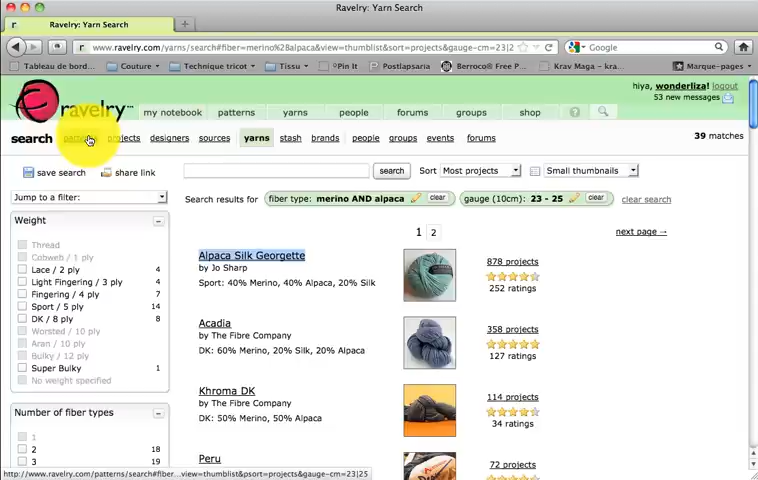 Ravelry: Yarn Search
r Ravelry: Yarn Search +
www.ravelry.com/yarns/search#fiber=merino%2Balpaca&view=thumblist&sort=projects&gauge-cm=23|2
Google
Tableau de bord... Couture Technique tricot Tissu PIn It Postlapsaria Berroco® Free P... Krav Maga – kra... Marque-pages
hiya, wonderliza! logout
53 new messages
ravelry™ my notebook patterns yarns people forums groups shop ?
search patterns projects designers sources yarns stash brands people groups events forums 39 matches
save search share link search Sort Most projects Small thumbnails
Jump to a filter:
Search results for fiber type: merino AND alpaca clear gauge (10cm): 23 - 25 clear clear search
Weight
Thread
Cobweb / 1 ply
Lace / 2 ply 4
Light Fingering / 3 ply 4
Fingering / 4 ply 7
Sport / 5 ply 14
DK / 8 ply 8
Worsted / 10 ply
Aran / 10 ply
Bulky / 12 ply
Super Bulky 1
No weight specified
Number of fiber types
1
2 18
3 19
1 2 next page →
Alpaca Silk Georgette
by Jo Sharp
Sport: 40% Merino, 40% Alpaca, 20% Silk
878 projects
252 ratings
Acadia
by The Fibre Company
DK: 60% Merino, 20% Silk, 20% Alpaca
358 projects
127 ratings
Khroma DK
by The Fibre Company
DK: 50% Merino, 50% Alpaca
114 projects
34 ratings
Peru
72 projects
http://www.ravelry.com/patterns/search#fiber...view=thumblist&psort=projects&gauge-cm=23|25